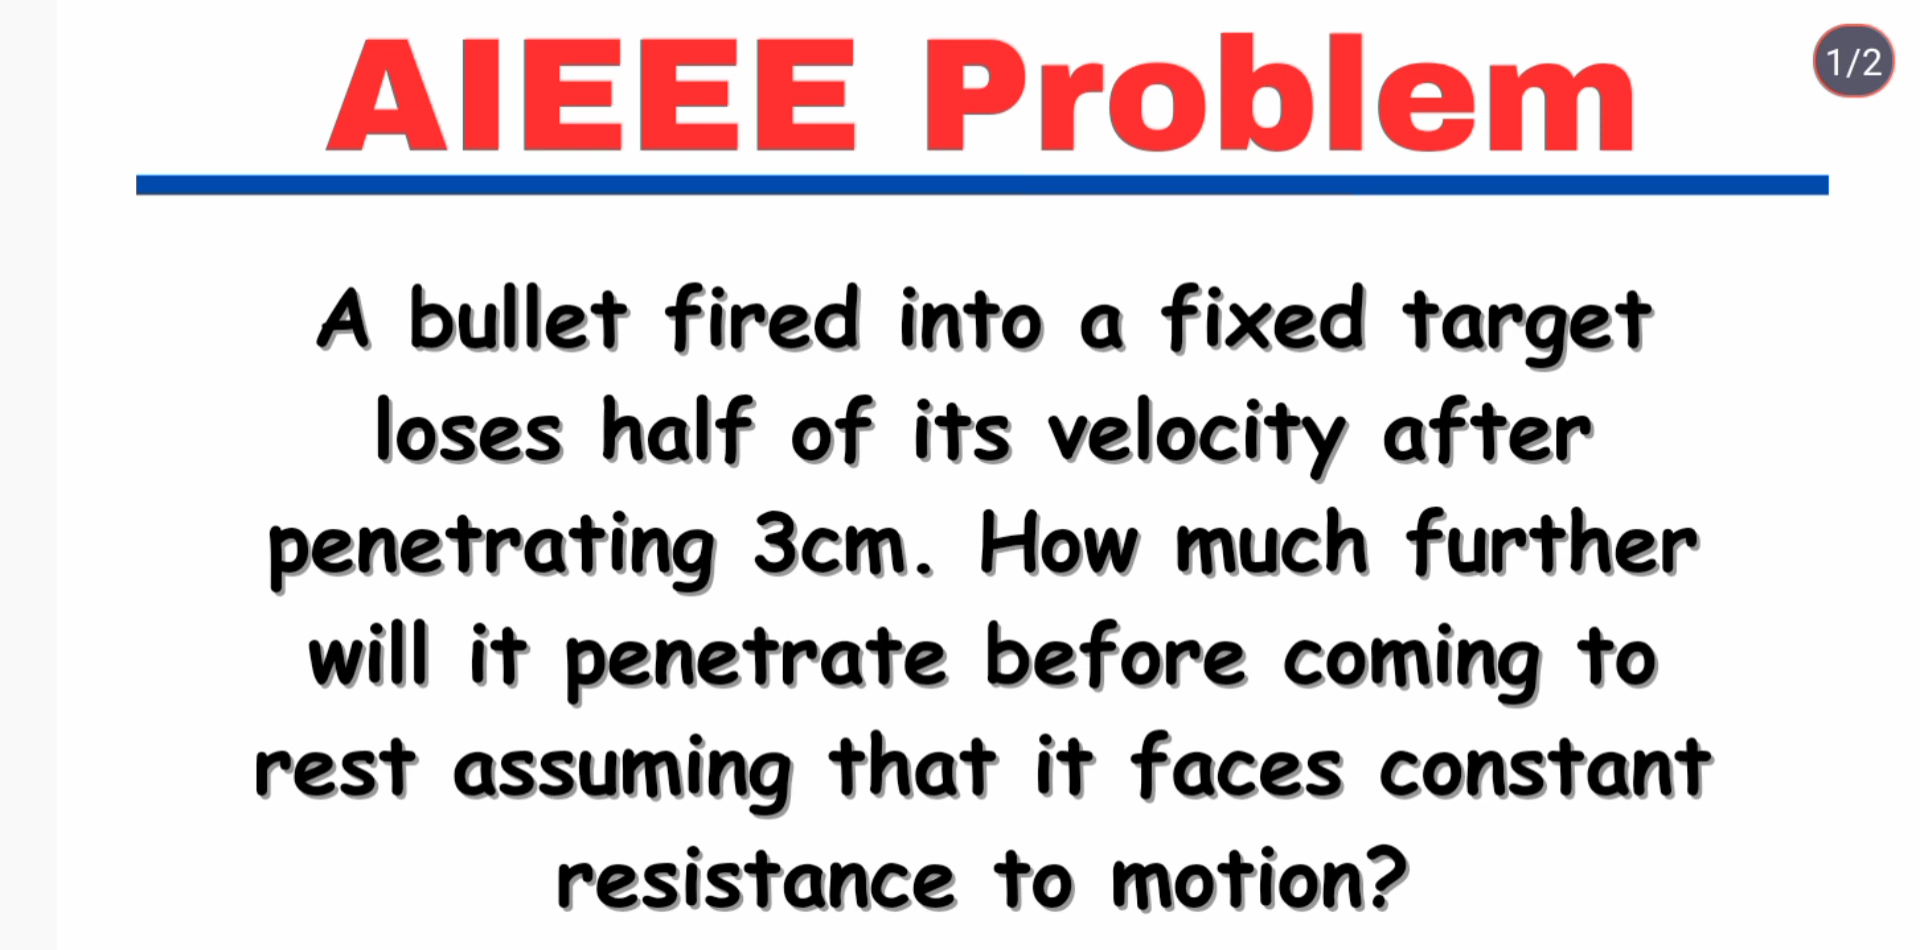 AIEEE Problem
1/2
A bullet fired into a fixed target
loses half of its velocity after
penetrating 3cm. How much further
will it penetrate before coming to
rest assuming that it faces constant
resistance to motion?